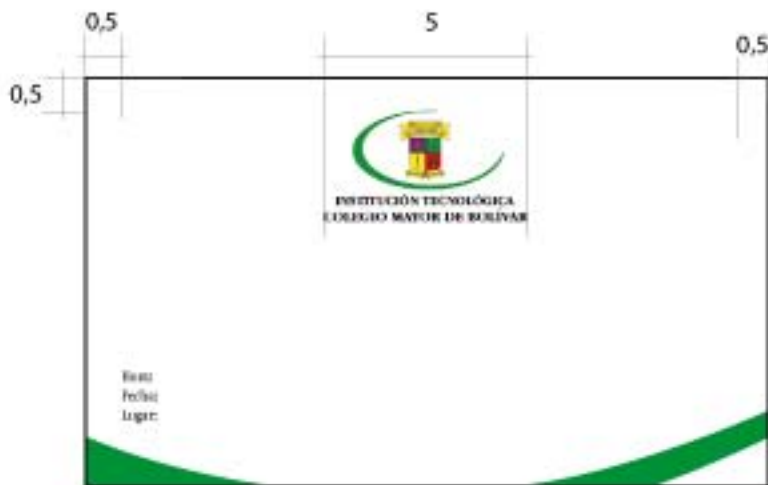 0,5
5
0,5
0,5
INSTITUCIÓN TECNOLÓGICA
COLEGIO MAYOR DE BOLÍVAR
Hora:
Fecha:
Lugar: